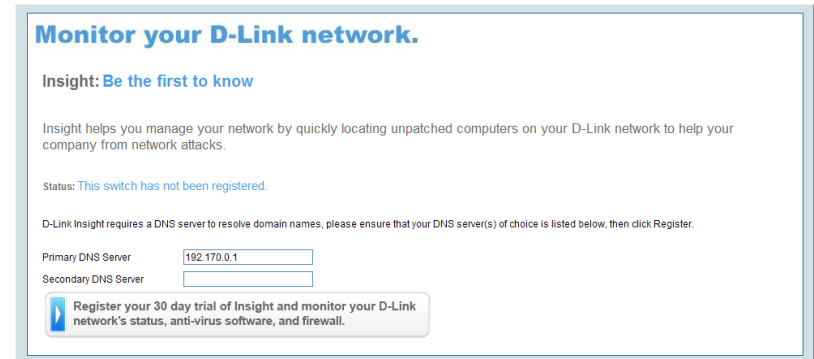 Monitor your D-Link network.
Insight: Be the first to know
Insight helps you manage your network by quickly locating unpatched computers on your D-Link network to help your
company from network attacks.
Status: This switch has not been registered.
D-Link Insight requires a DNS server to resolve domain names, please ensure that your DNS server(s) of choice is listed below, then click Register.
Primary DNS Server 192.170.0.1
Secondary DNS Server
Register your 30 day trial of Insight and monitor your D-Link
network's status, anti-virus software, and firewall.